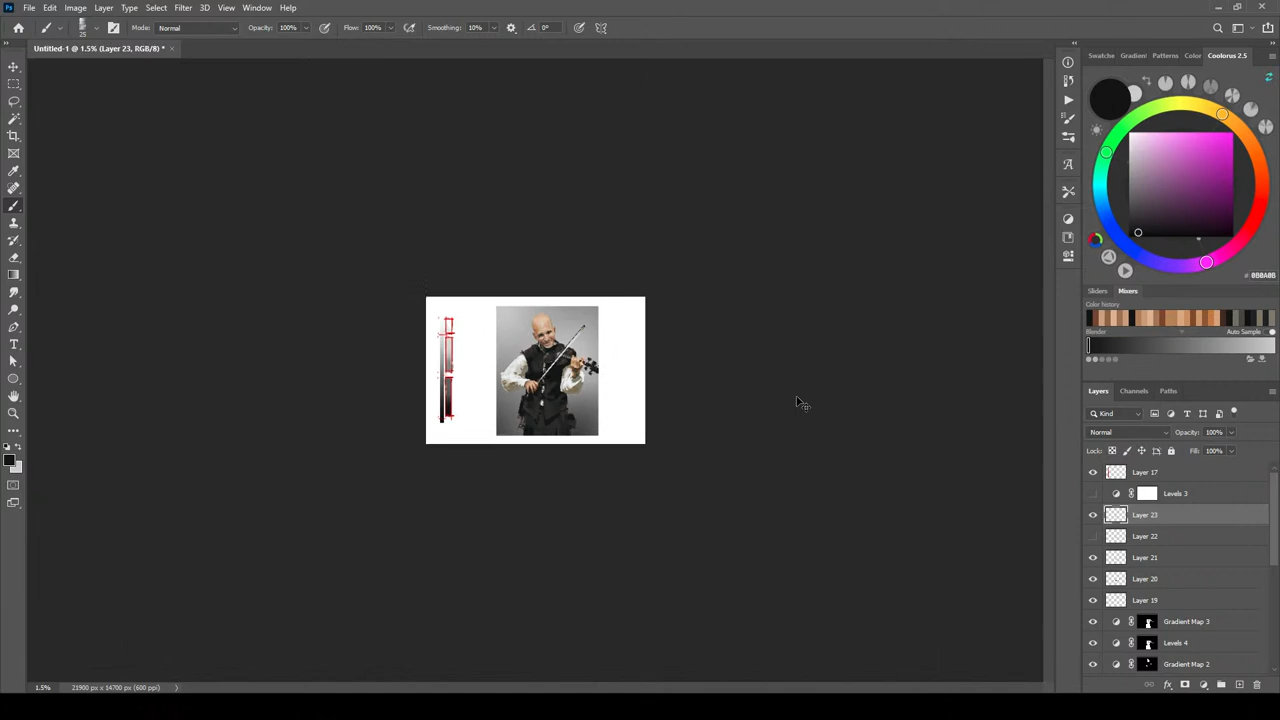 File Edit Image Layer Type Select Filter 3D View Window Help
25 Mode: Normal Opacity: 100% Flow: 100% Smoothing: 10% 0°
Untitled-1 @ 1.5% (Layer 23, RGB/8) *
Swatche Gradien Patterns Color Coolorus 2.5
# 0B0A0B
Sliders Mixers
Color history
Blender Auto Sample:
Layers Channels Paths
Kind
Normal Opacity: 100%
Lock: Fill: 100%
Layer 17
Levels 3
Layer 23
Layer 22
Layer 21
Layer 20
Layer 19
Gradient Map 3
Levels 4
Gradient Map 2
1.5% 21900 px x 14700 px (600 ppi)